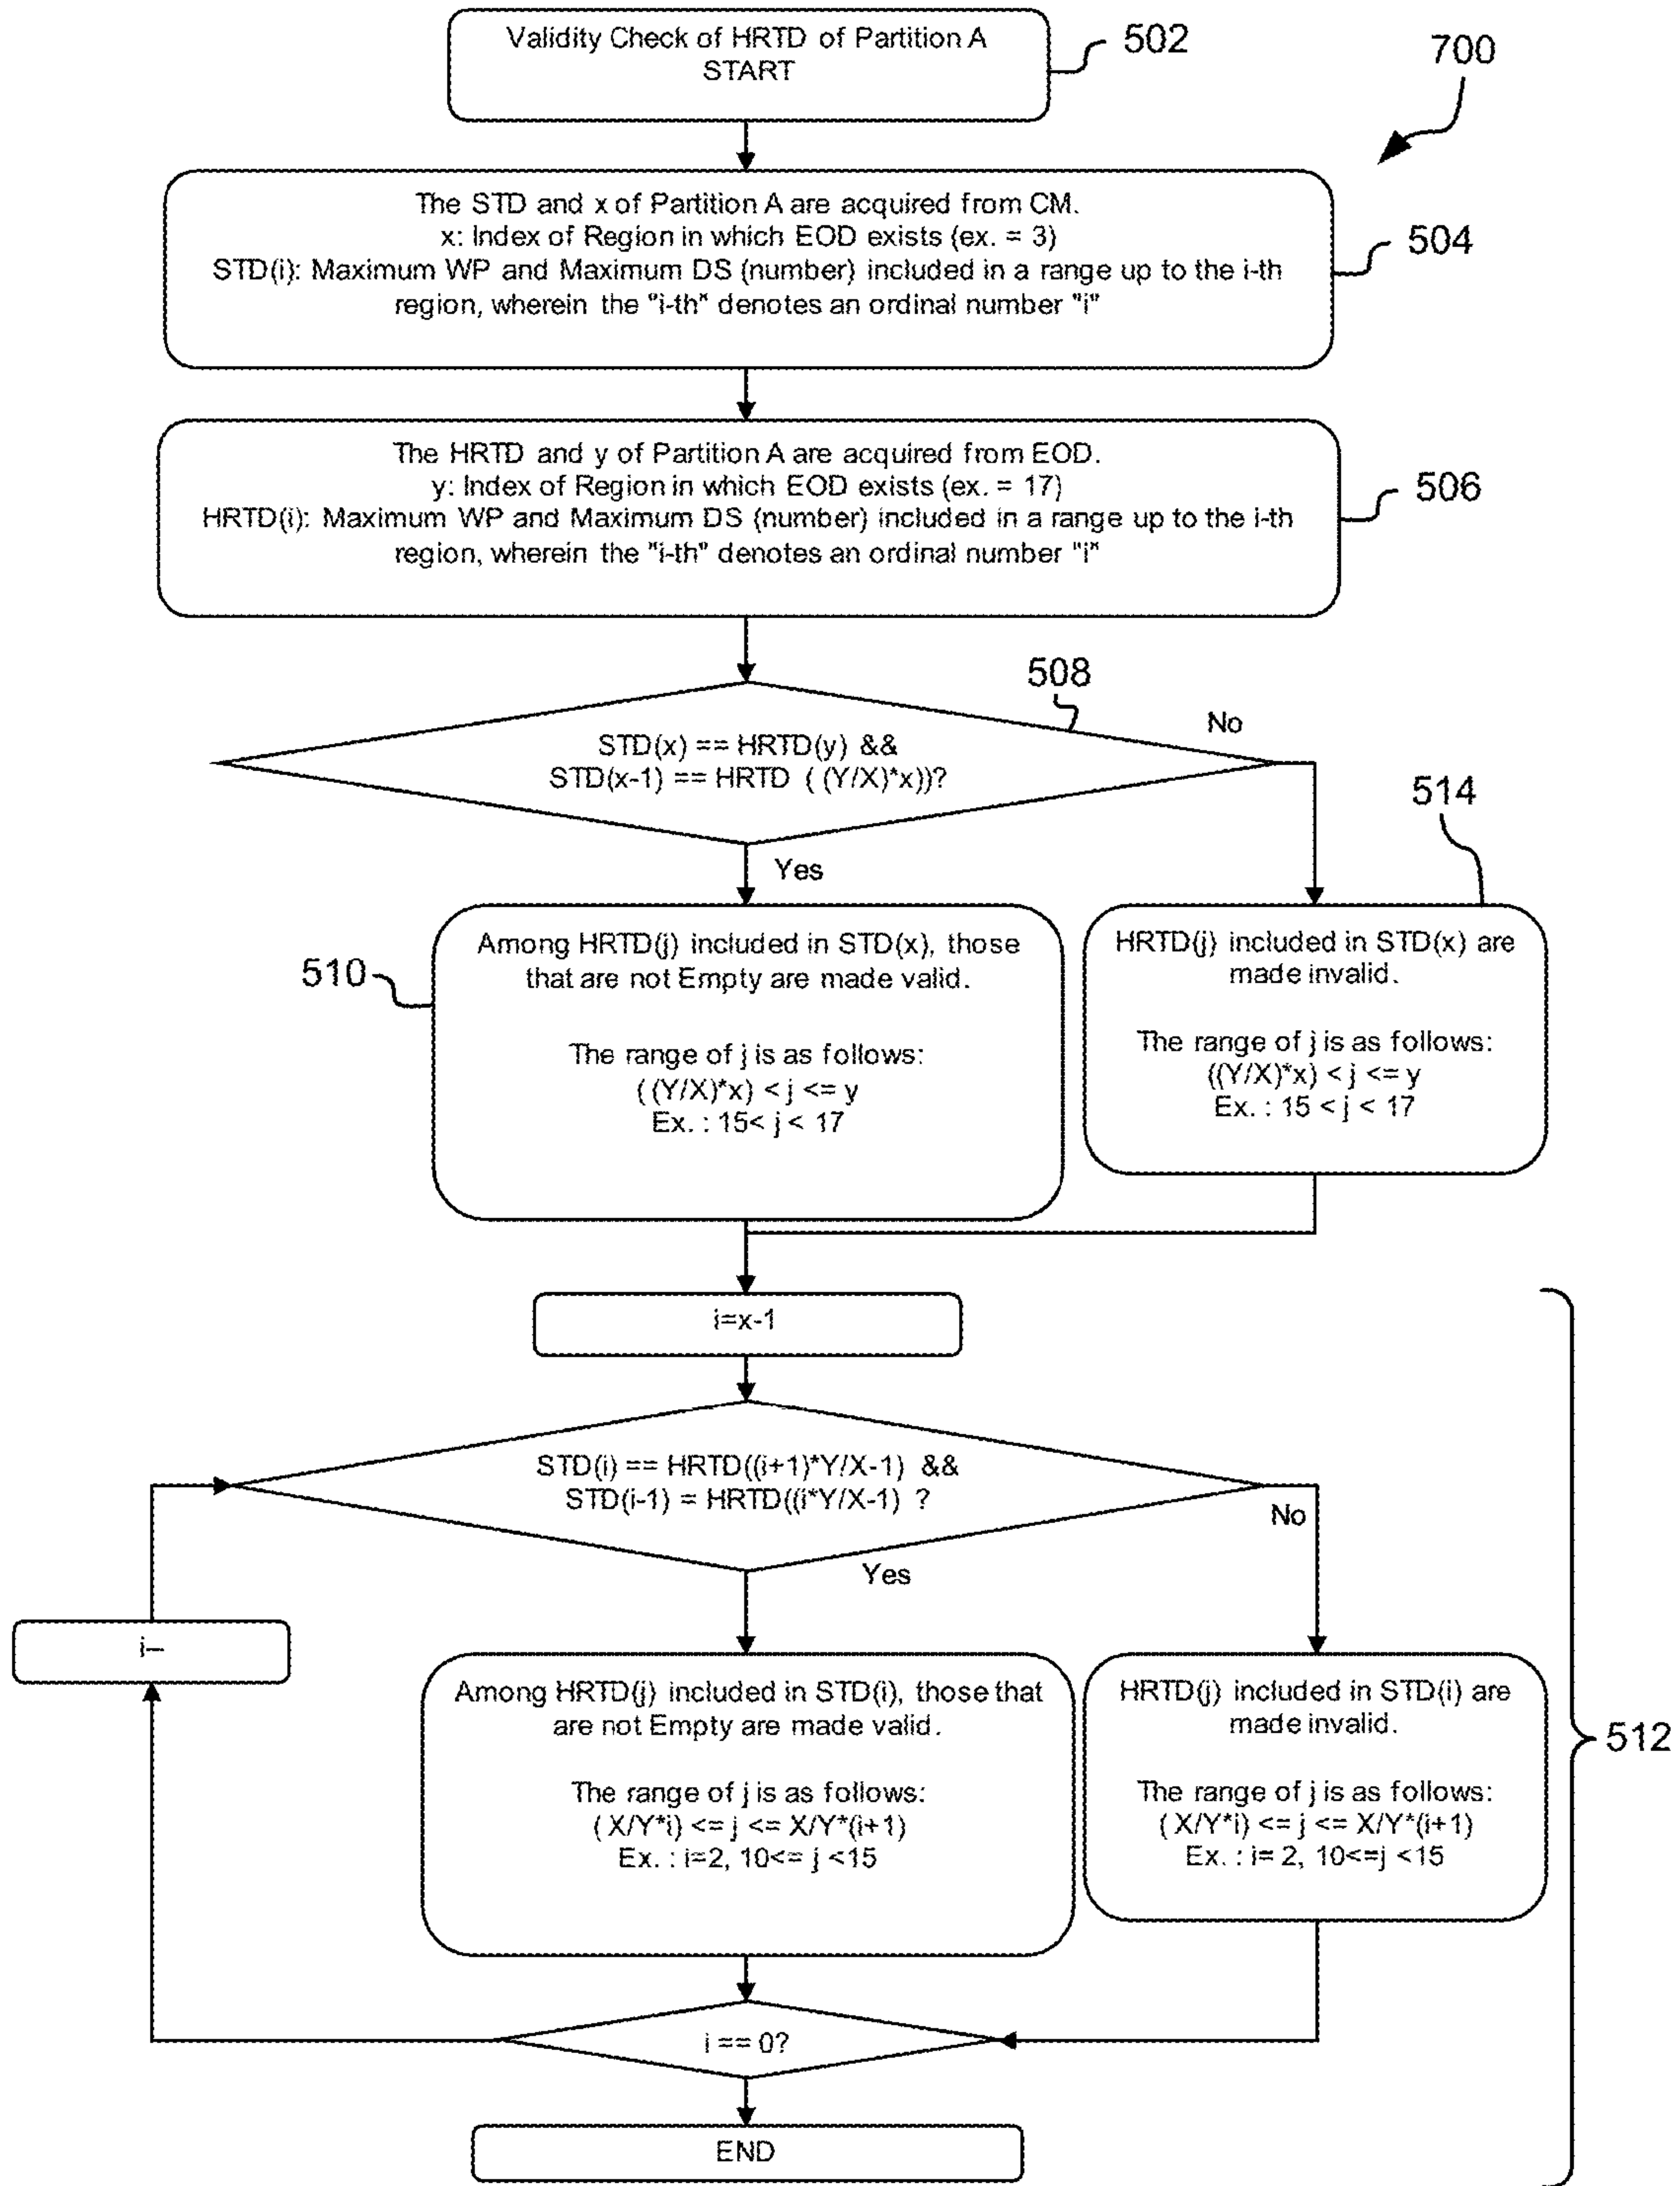 Validity Check of HRTD of Partition A
START
502
700
The STD and x of Partition A are acquired from CM.
x: Index of Region in which EOD exists (ex. = 3)
STD(i): Maximum WP and Maximum DS (number) included in a range up to the i-th
region, wherein the "i-th" denotes an ordinal number "i"
504
The HRTD and y of Partition A are acquired from EOD.
y: Index of Region in which EOD exists (ex. = 17)
HRTD(i): Maximum WP and Maximum DS (number) included in a range up to the i-th
region, wherein the "i-th" denotes an ordinal number "i"
506
508
STD(x) == HRTD(y) &&
STD(x-1) == HRTD ( (Y/X)*x))?
No
Yes
514
510
Among HRTD(j) included in STD(x), those
that are not Empty are made valid.
The range of j is as follows:
( (Y/X)*x) < j <= y
Ex. : 15< j < 17
HRTD(j) included in STD(x) are
made invalid.
The range of j is as follows:
((Y/X)*x) < j <= y
Ex. : 15 < j < 17
i=x-1
STD(i) == HRTD((i+1)*Y/X-1) &&
STD(i-1) = HRTD((i*Y/X-1) ?
No
Yes
i--
Among HRTD(j) included in STD(i), those that
are not Empty are made valid.
The range of j is as follows:
( X/Y*i) <= j <= X/Y*(i+1)
Ex. : i=2, 10<= j <15
HRTD(j) included in STD(i) are
made invalid.
The range of j is as follows:
( X/Y*i) <= j <= X/Y*(i+1)
Ex. : i= 2, 10<=j <15
512
i == 0?
END